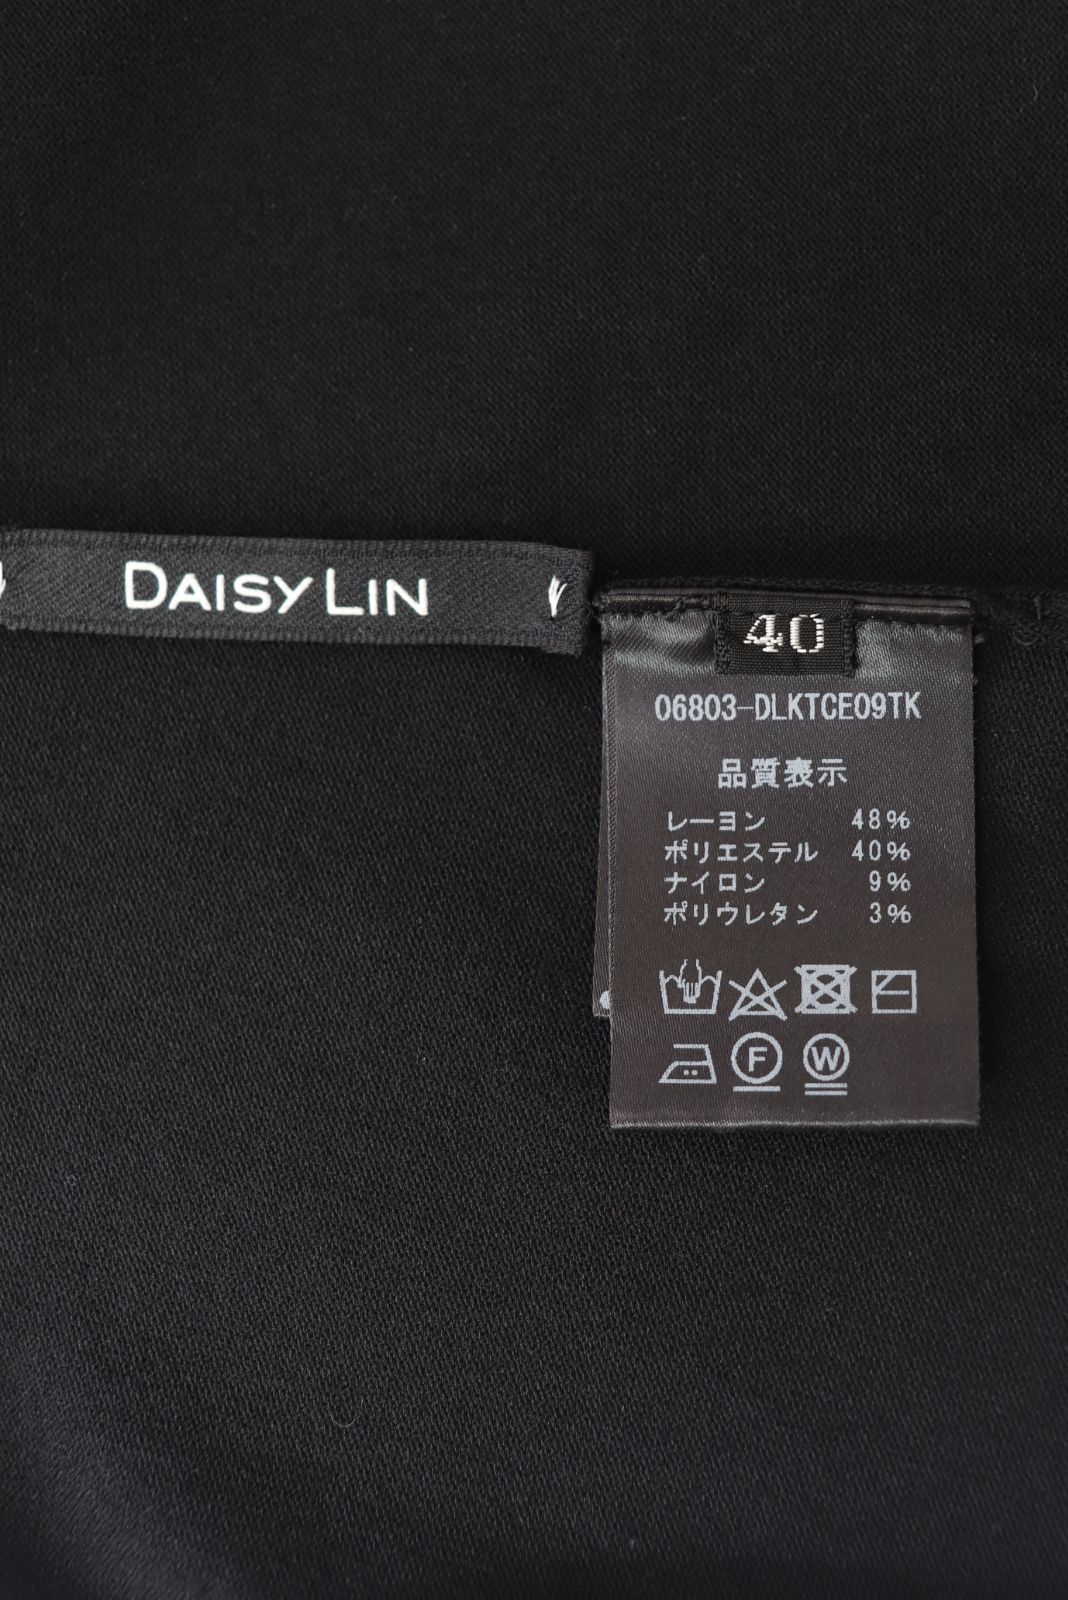 DAISY LIN
40
06803-DLKTCE09TK
品質表示
レーヨン 48%
ポリエステル 40%
ナイロン 9%
ポリウレタン 3%
F W